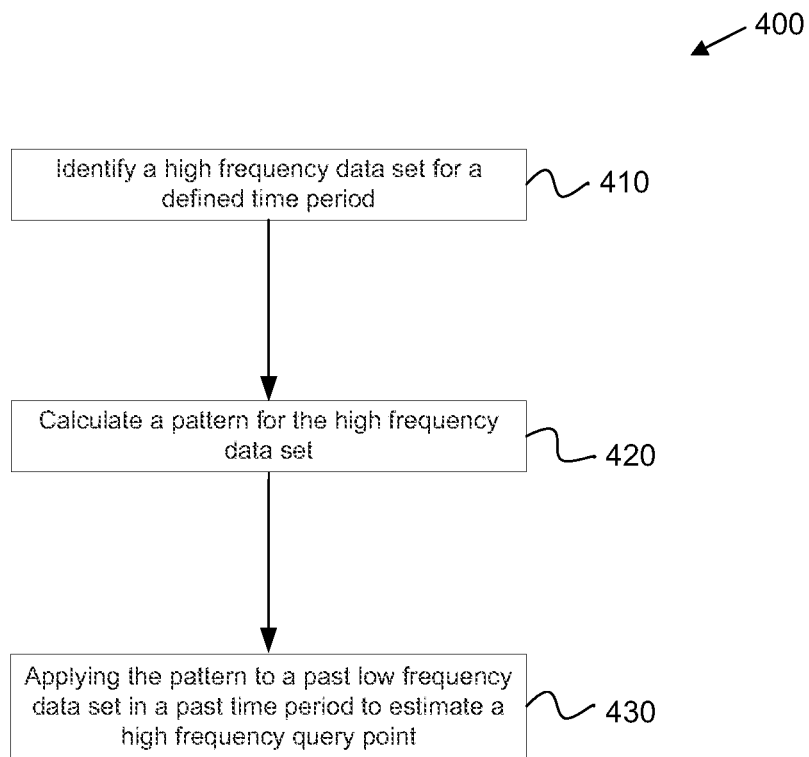 400
Identify a high frequency data set for a
defined time period
410
Calculate a pattern for the high frequency
data set
420
Applying the pattern to a past low frequency
data set in a past time period to estimate a
high frequency query point
430